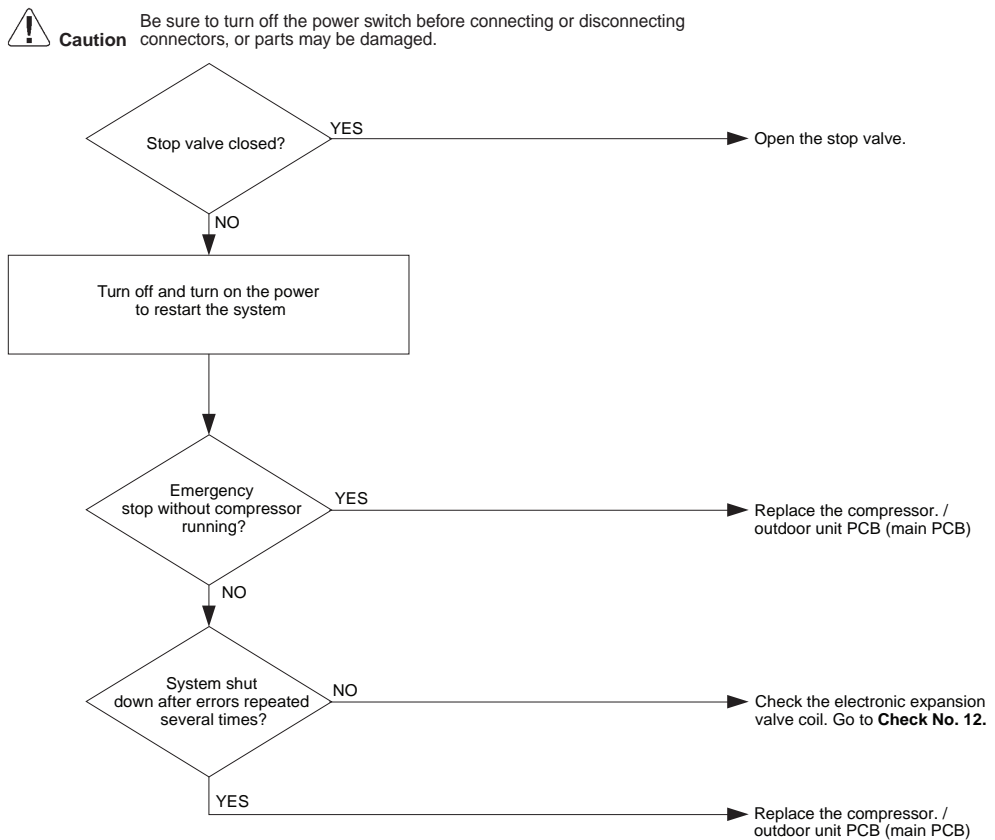 Be sure to turn off the power switch before connecting or disconnecting
Caution connectors, or parts may be damaged.
Stop valve closed?
YES
Open the stop valve.
NO
Turn off and turn on the power
to restart the system
Emergency
stop without compressor
running?
YES
Replace the compressor. /
outdoor unit PCB (main PCB)
NO
System shut
down after errors repeated
several times?
NO
Check the electronic expansion
valve coil. Go to Check No. 12.
YES
Replace the compressor. /
outdoor unit PCB (main PCB)